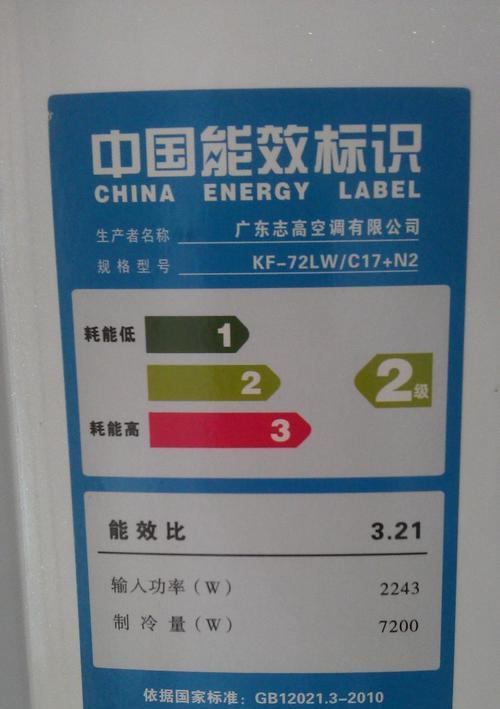 中国能效标识
CHINA ENERGY LABEL
生产者名称 广东志高空调有限公司
规格型号 KF-72LW/C17+N2
耗能低 1
2 2级
耗能高 3
能效比 3.21
输入功率(W) 2243
制冷量(W) 7200
依据国家标准：GB12021.3-2010